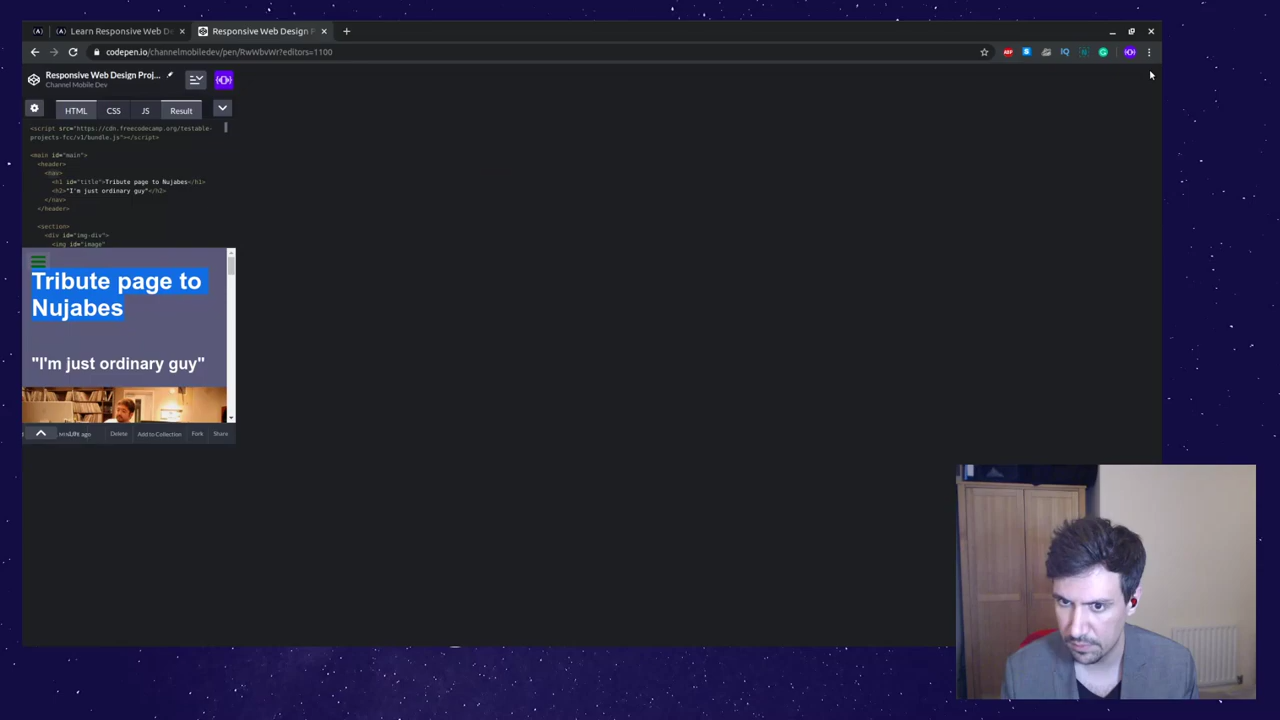 Learn Responsive Web D
Responsive Web Design P
codepen.io/channelmobiledev/pen/RwWbvWr?editors=1100
ABP
Responsive Web Design Proj...
Channel Mobile Dev
HTML
CSS
JS
Result
<script src="https://cdn.freecodecamp.org/testable-
projects-fcc/v1/bundle.js"></script>
<main id="main">
<header>
<nav>
<h1 id="title">Tribute page to Nujabes</h1>
<h2>"I'm just ordinary guy"</h2>
</nav>
</header>
<section>
<div id="img-div">
<img id="image"
Tribute page to
Nujabes
"I'm just ordinary guy"
ago
Delete
Add to Collection
Fork
Share